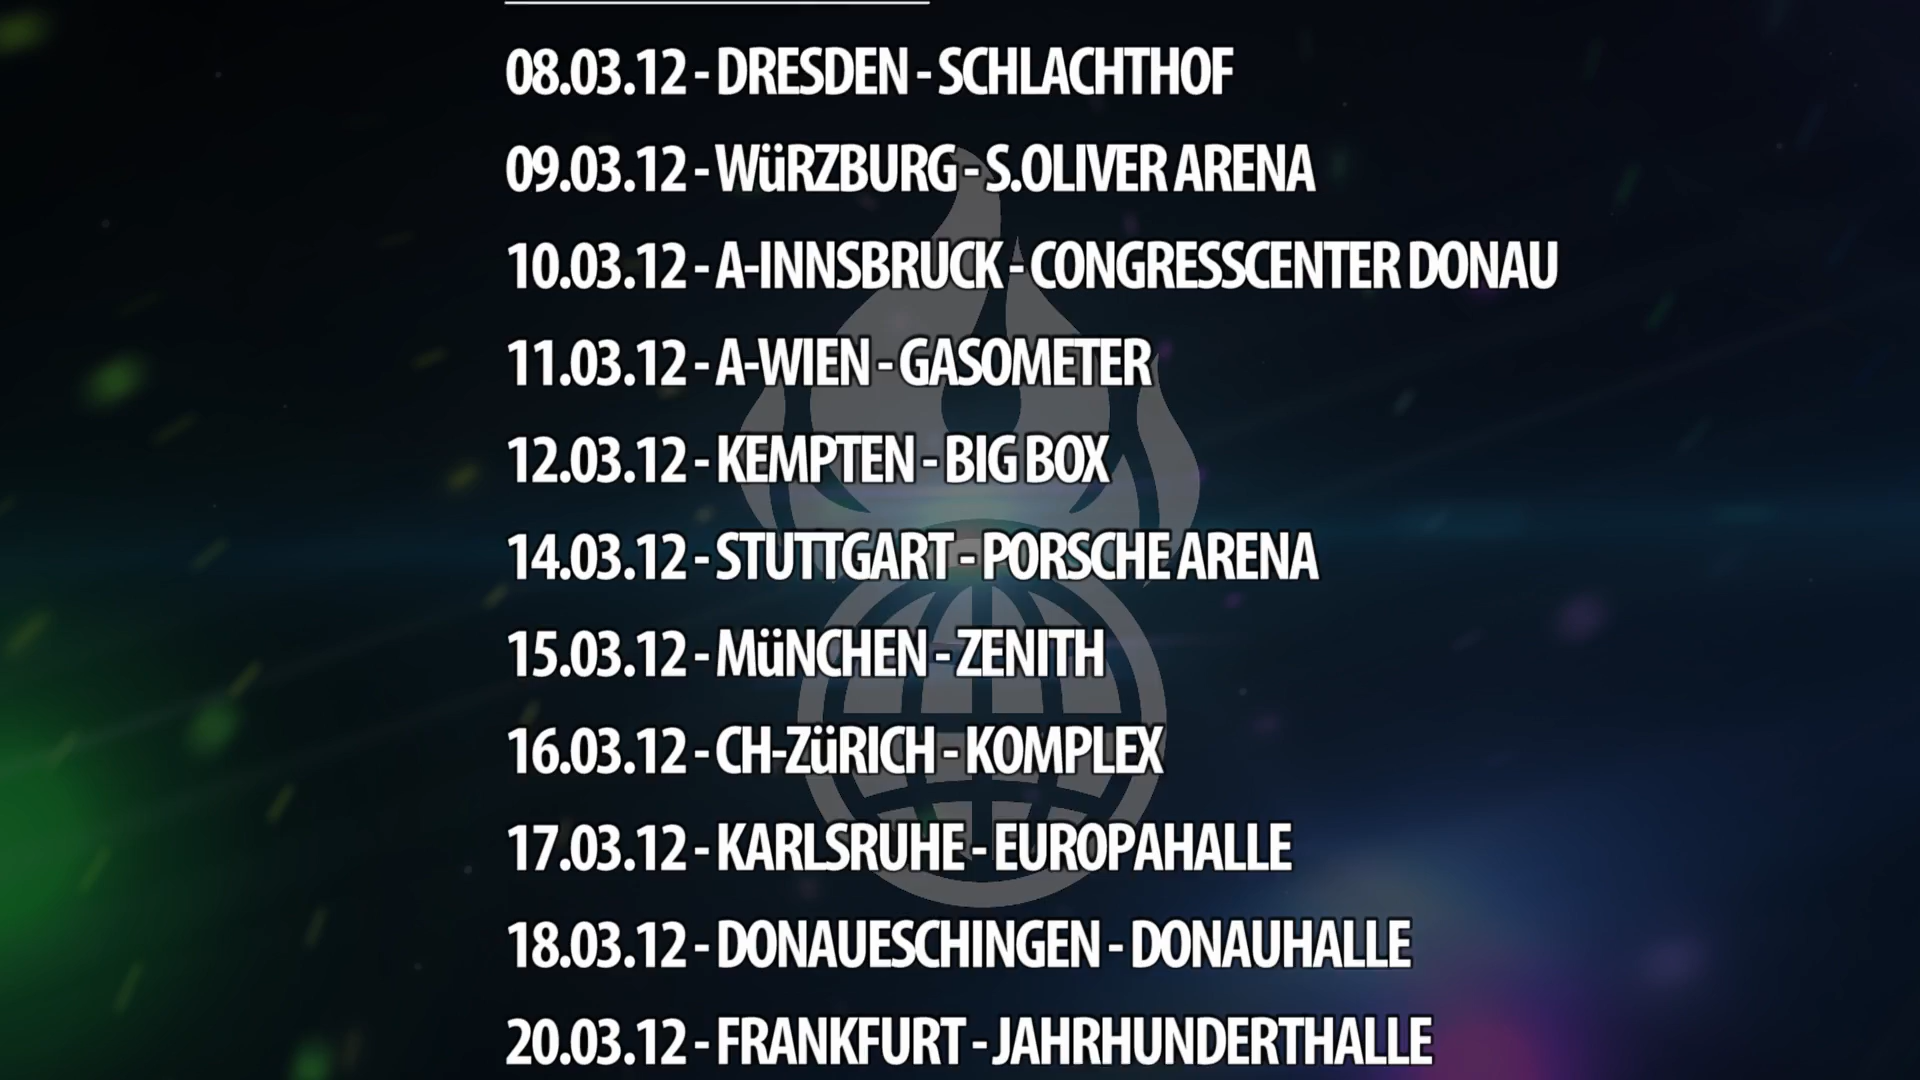 08.03.12 - DRESDEN - SCHLACHTHOF
09.03.12 - WüRZBURG - S.OLIVER ARENA
10.03.12 - A-INNSBRUCK - CONGRESSCENTER DONAU
11.03.12 - A-WIEN - GASOMETER
12.03.12 - KEMPTEN - BIG BOX
14.03.12 - STUTTGART - PORSCHE ARENA
15.03.12 - MüNCHEN - ZENITH
16.03.12 - CH-ZüRICH - KOMPLEX
17.03.12 - KARLSRUHE - EUROPAHALLE
18.03.12 - DONAUESCHINGEN - DONAUHALLE
20.03.12 - FRANKFURT - JAHRHUNDERTHALLE